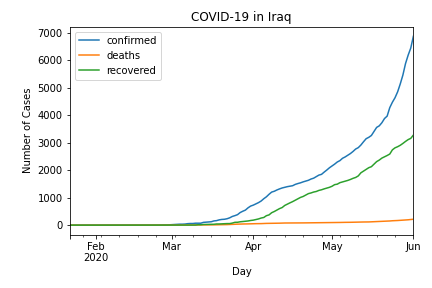 COVID-19 in Iraq
confirmed
deaths
recovered
Number of Cases
7000
6000
5000
4000
3000
2000
1000
0
Feb Mar Apr May Jun
2020
Day